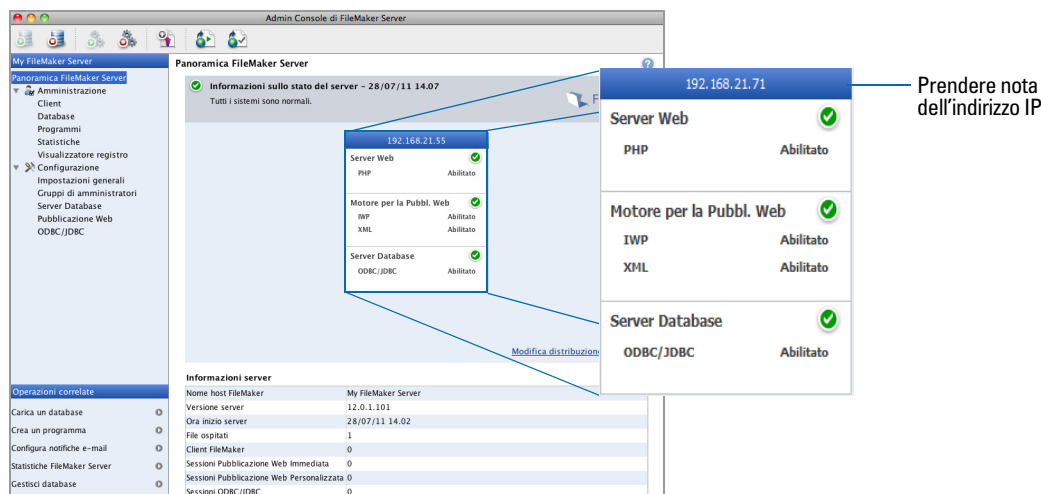 Admin Console di FileMaker Server
My FileMaker Server
Panoramica FileMaker Server
Amministrazione
Client
Database
Programmi
Statistiche
Visualizzatore registro
Configurazione
Impostazioni generali
Gruppi di amministratori
Server Database
Pubblicazione Web
ODBC/JDBC
Operazioni correlate
Carica un database
Crea un programma
Configura notifiche e-mail
Statistiche FileMaker Server
Gestisci database
Panoramica FileMaker Server
Informazioni sullo stato del server – 28/07/11 14.07
Tutti i sistemi sono normali.
F
192.168.21.55
Server Web
PHP Abilitato
Motore per la Pubbl. Web
IWP Abilitato
XML Abilitato
Server Database
ODBC/JDBC Abilitato
Modifica distribuzione
Informazioni server
Nome host FileMaker My FileMaker Server
Versione server 12.0.1.101
Ora inizio server 28/07/11 14.02
File ospitati 1
Client FileMaker 0
Sessioni Pubblicazione Web Immediata 0
Sessioni Pubblicazione Web Personalizzata 0
Sessioni ODBC/JDBC 0
192.168.21.71
Server Web
PHP Abilitato
Motore per la Pubbl. Web
IWP Abilitato
XML Abilitato
Server Database
ODBC/JDBC Abilitato
Prendere nota
dell'indirizzo IP